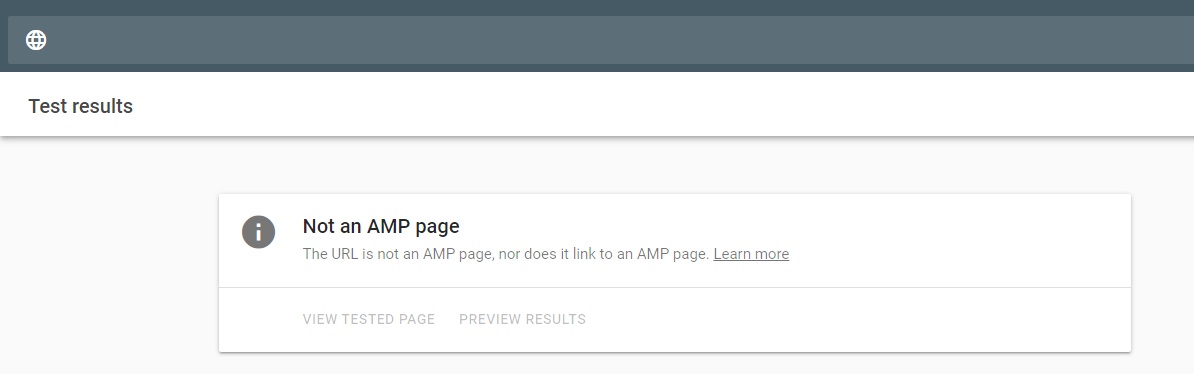 Test results
Not an AMP page
The URL is not an AMP page, nor does it link to an AMP page. Learn more
VIEW TESTED PAGE PREVIEW RESULTS